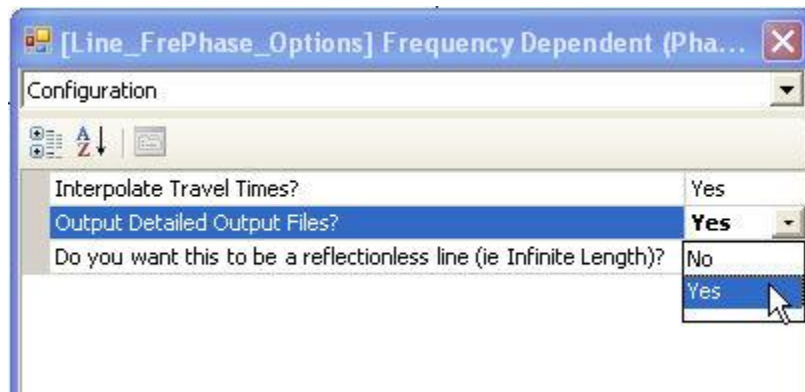 [Line_FrePhase_Options] Frequency Dependent (Pha...
Configuration
A
Z
Interpolate Travel Times? Yes
Output Detailed Output Files? Yes
Do you want this to be a reflectionless line (ie Infinite Length)? No
Yes